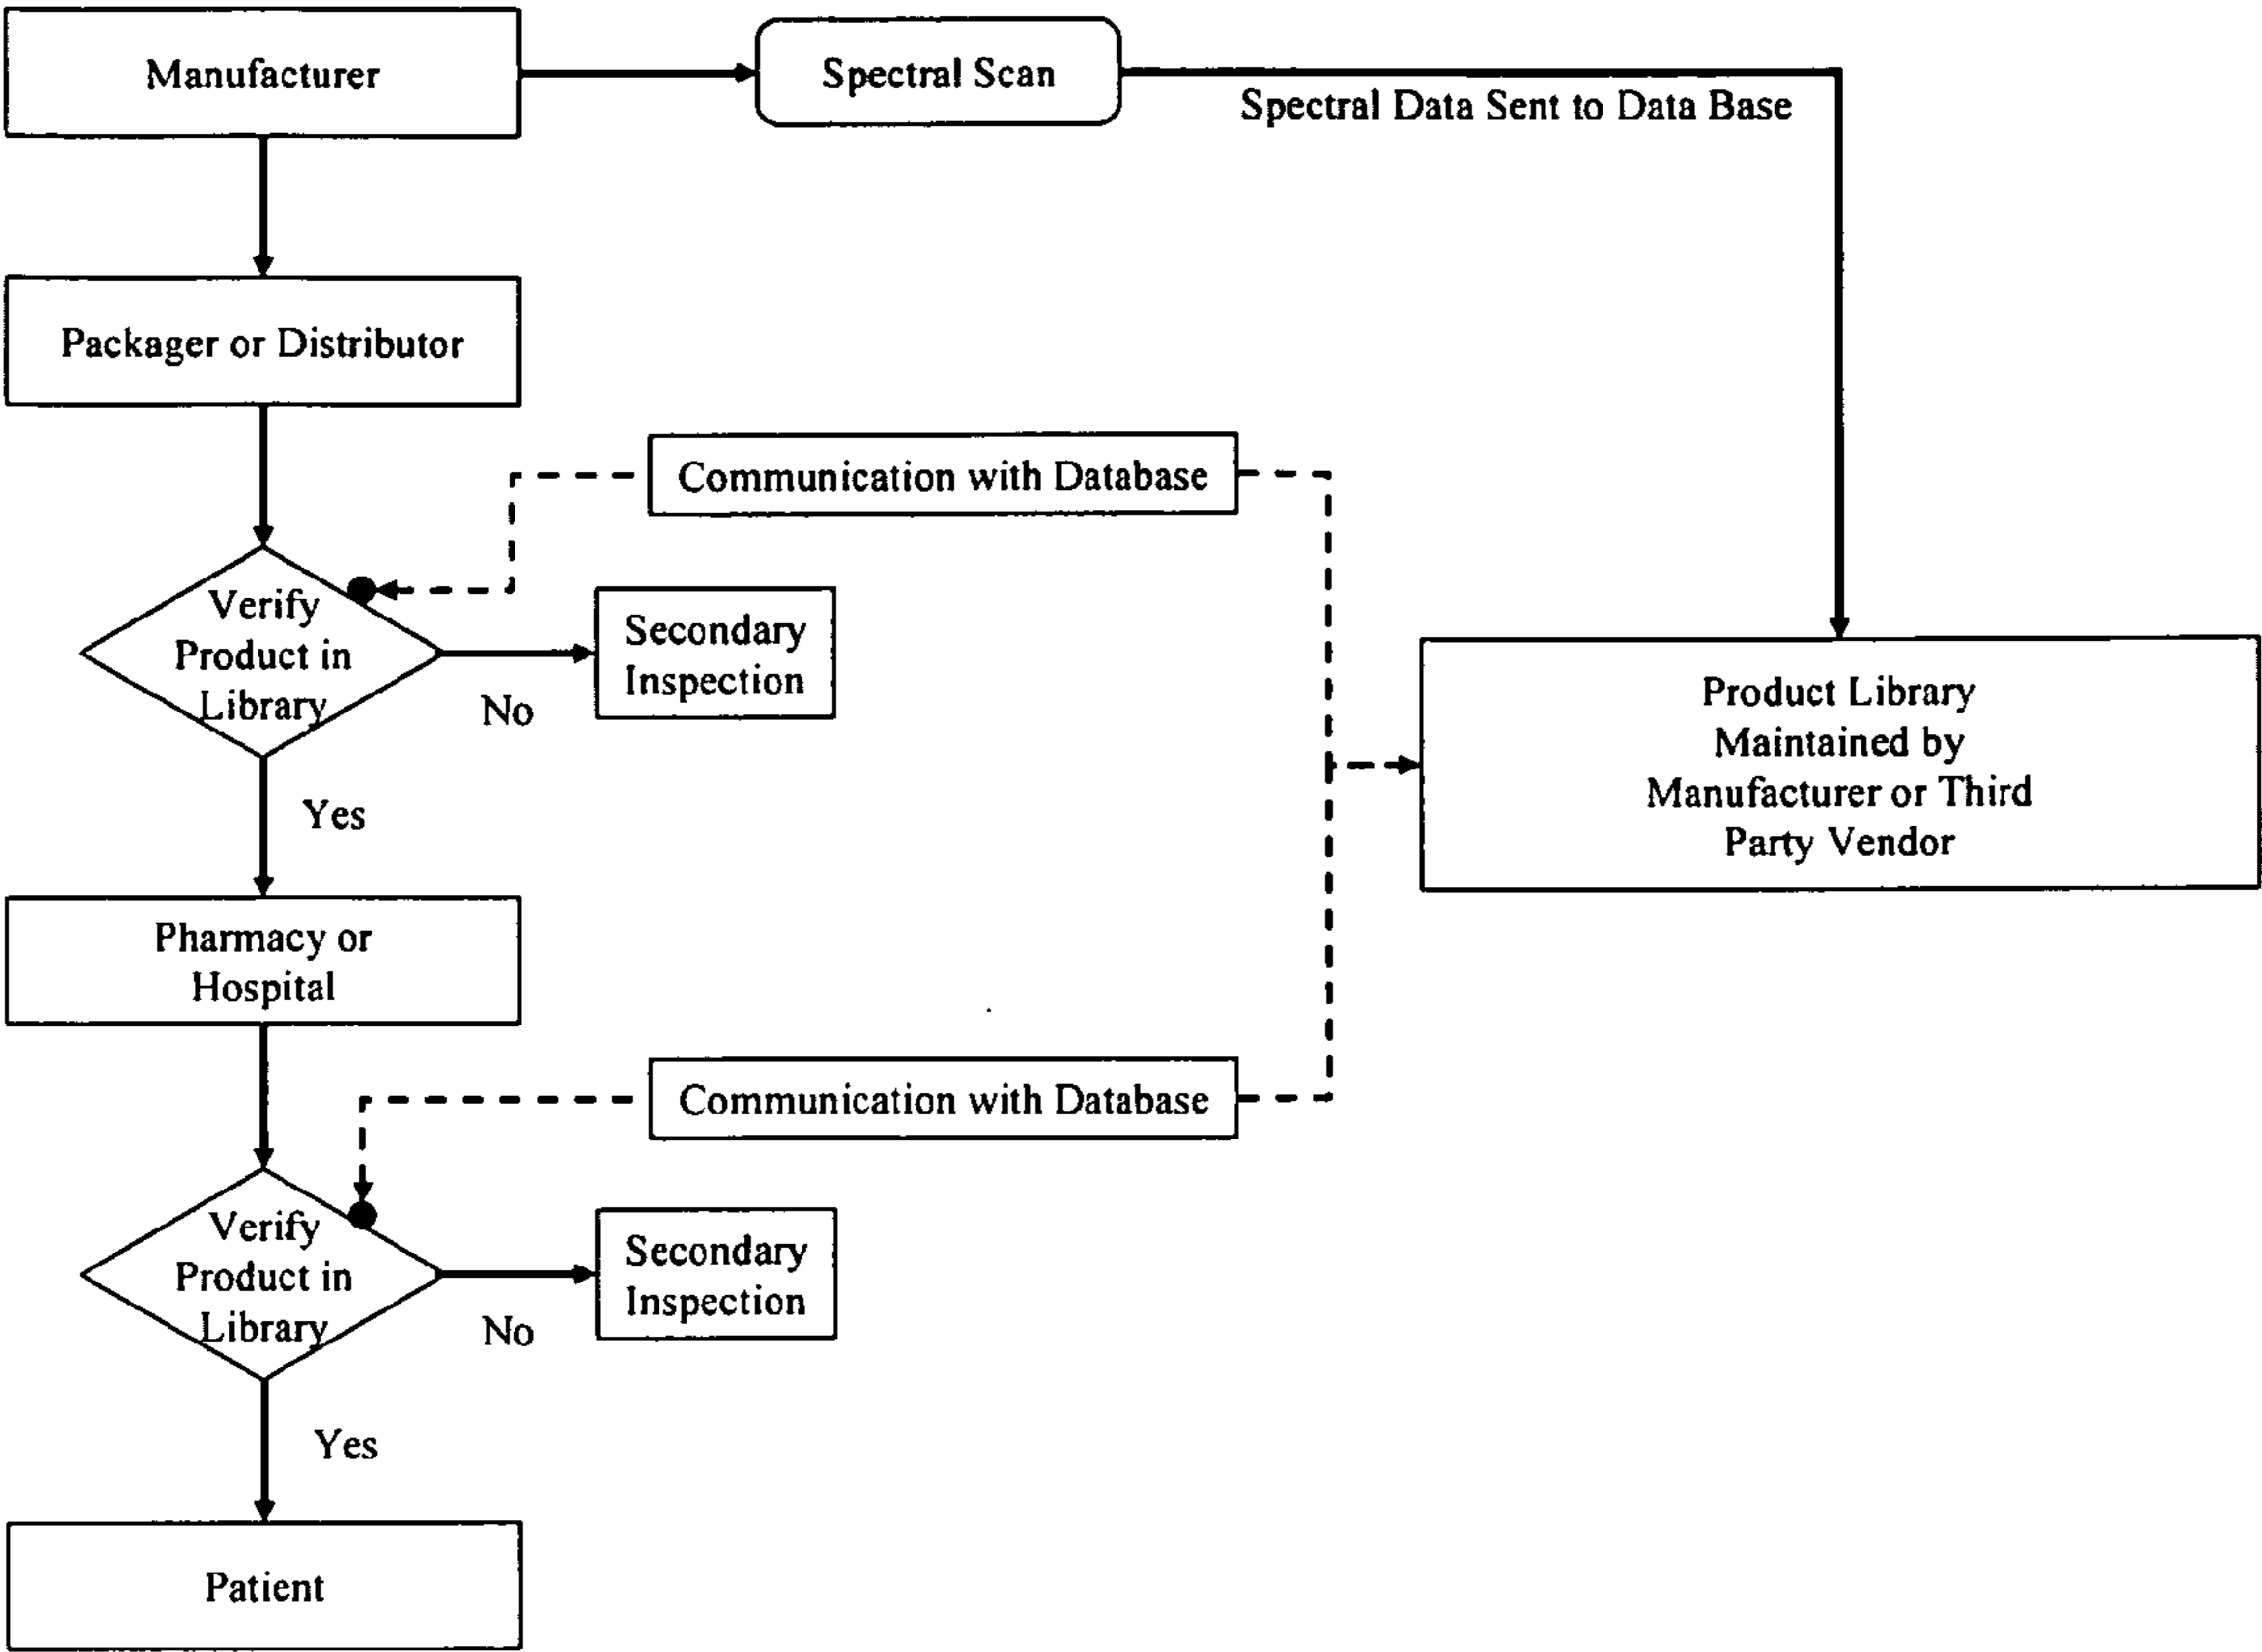 Manufacturer
Spectral Scan
Spectral Data Sent to Data Base
Packager or Distributor
Communication with Database
Verify
Product in
Library
No
Secondary
Inspection
Yes
Product Library
Maintained by
Manufacturer or Third
Party Vendor
Pharmacy or
Hospital
Communication with Database
Verify
Product in
Library
No
Secondary
Inspection
Yes
Patient